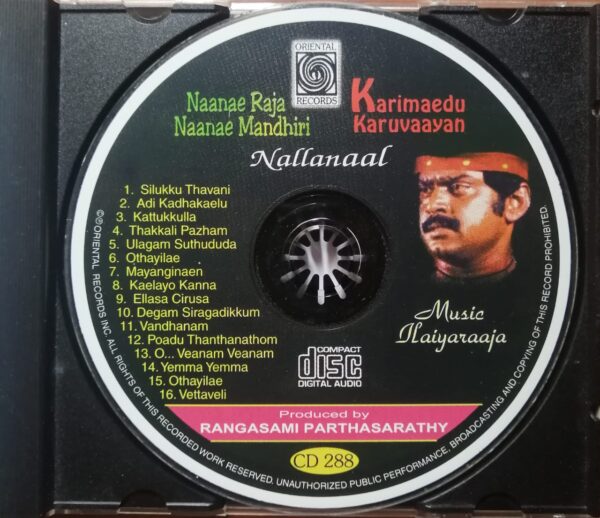 ORIENTAL
RECORDS
Naanae Raja
Naanae Mandhiri
Karimaedu
Karuvaayan
Nallanaal
1. Silukku Thavani
2. Adi Kadhakaelu
3. Kattukkulla
4. Thakkali Pazham
5. Ulagam Suthududa
6. Othayilae
7. Mayanginaen
8. Kaelayo Kanna
9. Ellasa Cirusa
10. Degam Siragadikkum
11. Vandhanam
12. Poadu Thanthanathom
13. O... Veanam Veanam
14. Yemma Yemma
15. Othayilae
16. Vettaveli
Music
Ilaiyaraaja
COMPACT
disc
DIGITAL AUDIO
Produced by
RANGASAMI PARTHASARATHY
CD 288
©℗ ORIENTAL RECORDS INC. ALL RIGHTS OF THIS RECORDED WORK RESERVED. UNAUTHORIZED PUBLIC PERFORMANCE, BROADCASTING AND COPYING OF THIS RECORD PROHIBITED.